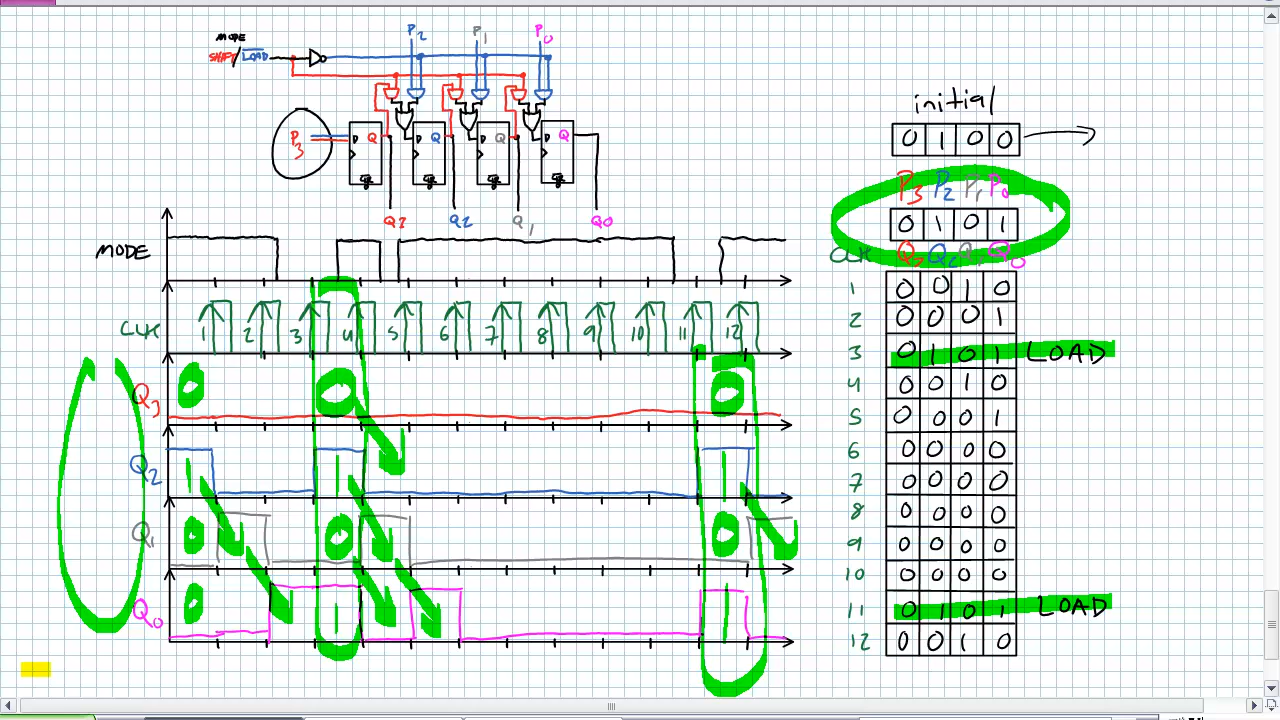 MODE
SHIFT/LOAD
P2 P1 P0
P3
D Q D Q D Q D Q
Q3 Q2 Q1 Q0
MODE
CLK 1 2 3 4 5 6 7 8 9 10 11 12
Q3 0 0 0
Q2 1 1 1
Q1 0 0 0
Q0 0 1 1
initial
0 1 0 0
P3 P2 P1 P0
0 1 0 1
CLK Q3 Q2 Q1 Q0
1 0 0 1 0
2 0 0 0 1
3 0 1 0 1 LOAD
4 0 0 1 0
5 0 0 0 1
6 0 0 0 0
7 0 0 0 0
8 0 0 0 0
9 0 0 0 0
10 0 0 0 0
11 0 1 0 1 LOAD
12 0 0 1 0